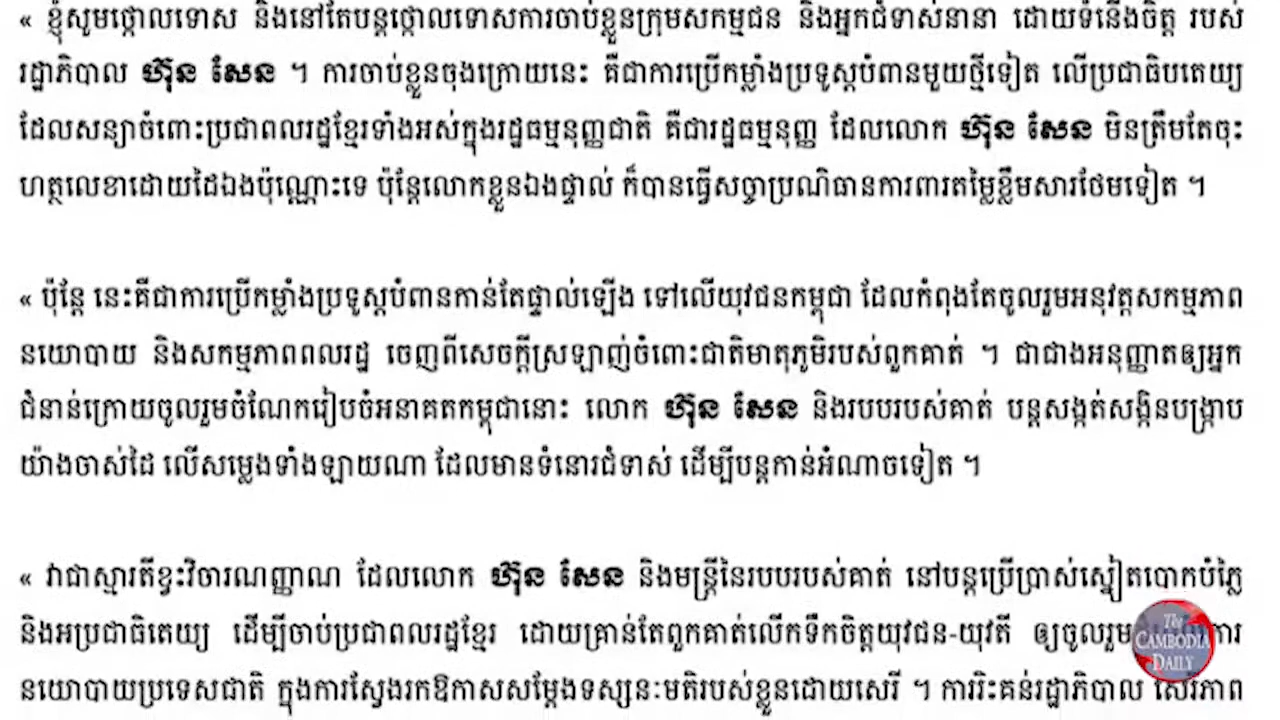 « ខ្ញុំសូមថ្កោលទោស និងនៅតែបន្តថ្កោលទោសការចាប់ខ្លួនក្រុមសកម្មជន និងអ្នកជំទាស់នានា ដោយទំនើងចិត្ត របស់
រដ្ឋាភិបាល ហ៊ុន សែន ។ ការចាប់ខ្លួនចុងក្រោយនេះ គឺជាការប្រើកម្លាំងប្រទូស្តបំពានមួយថ្មីទៀត លើប្រជាធិបតេយ្យ
ដែលសន្យាចំពោះប្រជាពលរដ្ឋខ្មែរទាំងអស់ក្នុងរដ្ឋធម្មនុញ្ញជាតិ គឺជារដ្ឋធម្មនុញ្ញ ដែលលោក ហ៊ុន សែន មិនត្រឹមតែចុះ
ហត្ថលេខាដោយដៃឯងប៉ុណ្ណោះទេ ប៉ុន្តែលោកខ្លួនឯងផ្ទាល់ ក៏បានធ្វើសច្ចាប្រណិធានការពារតម្លៃខ្លឹមសារថែមទៀត ។
« ប៉ុន្តែ នេះគឺជាការប្រើកម្លាំងប្រទូស្តបំពានកាន់តែផ្ទាល់ឡើង ទៅលើយុវជនកម្ពុជា ដែលកំពុងតែចូលរួមអនុវត្តសកម្មភាព
នយោបាយ និងសកម្មភាពពលរដ្ឋ ចេញពីសេចក្តីស្រឡាញ់ចំពោះជាតិមាតុភូមិរបស់ពួកគាត់ ។ ជាជាងអនុញ្ញាតឲ្យអ្នក
ជំនាន់ក្រោយចូលរួមចំណែករៀបចំអនាគតកម្ពុជានោះ លោក ហ៊ុន សែន និងរបបរបស់គាត់ បន្តសង្កត់សង្កិនបង្ក្រាប
យ៉ាងចាស់ដៃ លើសម្លេងទាំងឡាយណា ដែលមានទំនោរជំទាស់ ដើម្បីបន្តកាន់អំណាចទៀត ។
« វាជាស្មារតីខ្វះវិចារណញ្ញាណ ដែលលោក ហ៊ុន សែន និងមន្ត្រីនៃរបបរបស់គាត់ នៅបន្តប្រើប្រាស់ស្នៀតបោកបំភ្លៃ
និងអប្រជាធិតេយ្យ ដើម្បីចាប់ប្រជាពលរដ្ឋខ្មែរ ដោយគ្រាន់តែពួកគាត់លើកទឹកចិត្តយុវជន-យុវតី ឲ្យចូលរួម ការ
នយោបាយប្រទេសជាតិ ក្នុងការស្វែងរកឱកាសសម្តែងទស្សនៈមតិរបស់ខ្លួនដោយសេរី ។ ការរិះគន់រដ្ឋាភិបាល សេរីភាព
The
CAMBODIA
DAILY